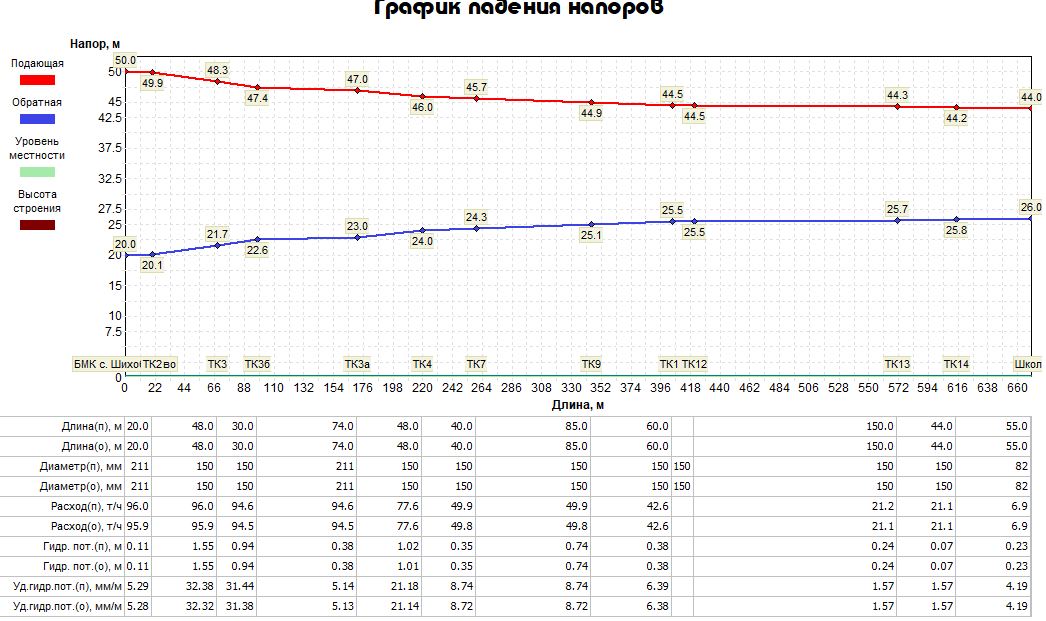 График падения напоров
Напор, м
Подающая
Обратная
Уровень
местности
Высота
строения
50
45
42.5
37.5
32.5
27.5
25
20
15
10
7.5
0
50.0
49.9
48.3
47.4
47.0
46.0
45.7
44.9
44.5
44.5
44.3
44.2
44.0
20.0
20.1
21.7
22.6
23.0
24.0
24.3
25.1
25.5
25.5
25.7
25.8
26.0
БМК с. Шихо ТК2 во ТК3 ТК3б ТК3а ТК4 ТК7 ТК9 ТК1 ТК12 ТК13 ТК14 Школ
0 22 44 66 88 110 132 154 176 198 220 242 264 286 308 330 352 374 396 418 440 462 484 506 528 550 572 594 616 638 660
Длина, м
Длина(п), м 20.0 48.0 30.0 74.0 48.0 40.0 85.0 60.0 150.0 44.0 55.0
Длина(о), м 20.0 48.0 30.0 74.0 48.0 40.0 85.0 60.0 150.0 44.0 55.0
Диаметр(п), мм 211 150 150 211 150 150 150 150 150 150 150 82
Диаметр(о), мм 211 150 150 211 150 150 150 150 150 150 150 82
Расход(п), т/ч 96.0 96.0 94.6 94.6 77.6 49.9 49.9 42.6 21.2 21.1 6.9
Расход(о), т/ч 95.9 95.9 94.5 94.5 77.6 49.8 49.8 42.6 21.1 21.1 6.9
Гидр. пот.(п), м 0.11 1.55 0.94 0.38 1.02 0.35 0.74 0.38 0.24 0.07 0.23
Гидр. пот.(о), м 0.11 1.55 0.94 0.38 1.01 0.35 0.74 0.38 0.24 0.07 0.23
Уд.гидр.пот.(п), мм/м 5.29 32.38 31.44 5.14 21.18 8.74 8.74 6.39 1.57 1.57 4.19
Уд.гидр.пот.(о), мм/м 5.28 32.32 31.38 5.13 21.14 8.72 8.72 6.38 1.57 1.57 4.19